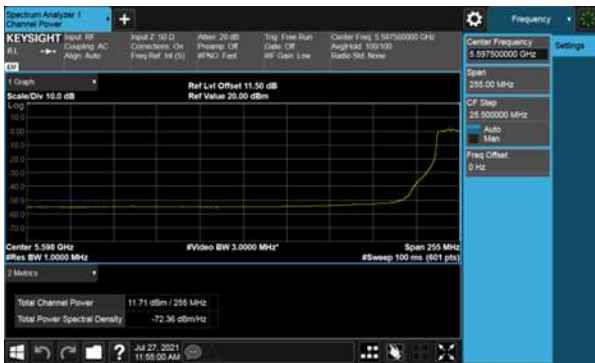 Spectrum Analyzer 1
Channel Power
+
Frequency
KEYSIGHT
Input: RF
Coupling: AC
Align: Auto
Input Z: 50 Ω
Corrections: On
Freq Ref: Int (S)
Atten: 20 dB
Preamp: Off
#PNO: Fast
Trig: Free Run
Gate: Off
#IF Gain: Low
Center Freq: 5.597500000 GHz
Avg|Hold: 100/100
Radio Std: None
RL
Center Frequency
5.597500000 GHz
Settings
Span
255.00 MHz
CF Step
25.500000 MHz
Auto
Man
Freq Offset
0 Hz
1 Graph
Scale/Div 10.0 dB
Ref Lvl Offset 11.50 dB
Ref Value 20.00 dBm
Log
10.0
0.00
-10.0
-20.0
-30.0
-40.0
-50.0
-60.0
-70.0
Center 5.598 GHz
#Res BW 1.0000 MHz
#Video BW 3.0000 MHz*
Span 255 MHz
#Sweep 100 ms (601 pts)
2 Metrics
Total Channel Power 11.71 dBm / 255 MHz
Total Power Spectral Density -72.36 dBm/Hz
?
Jul 27, 2021
11:55:00 AM